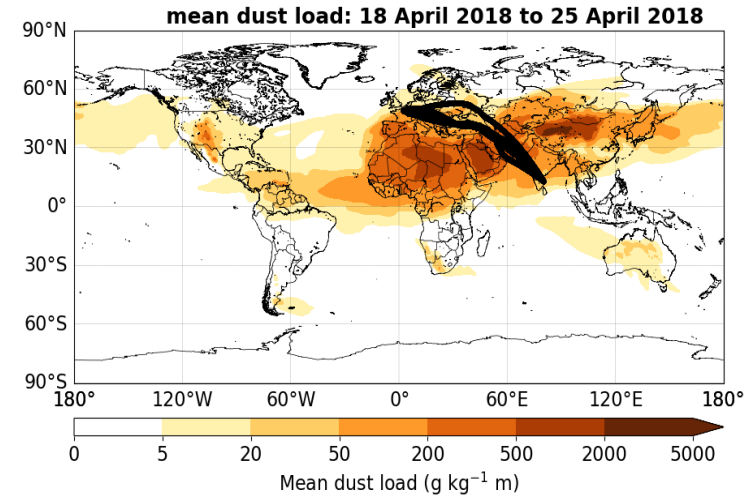 mean dust load: 18 April 2018 to 25 April 2018
90°N
60°N
30°N
0°
30°S
60°S
90°S
180° 120°W 60°W 0° 60°E 120°E 180°
0 5 20 50 200 500 2000 5000
Mean dust load (g kg⁻¹ m)